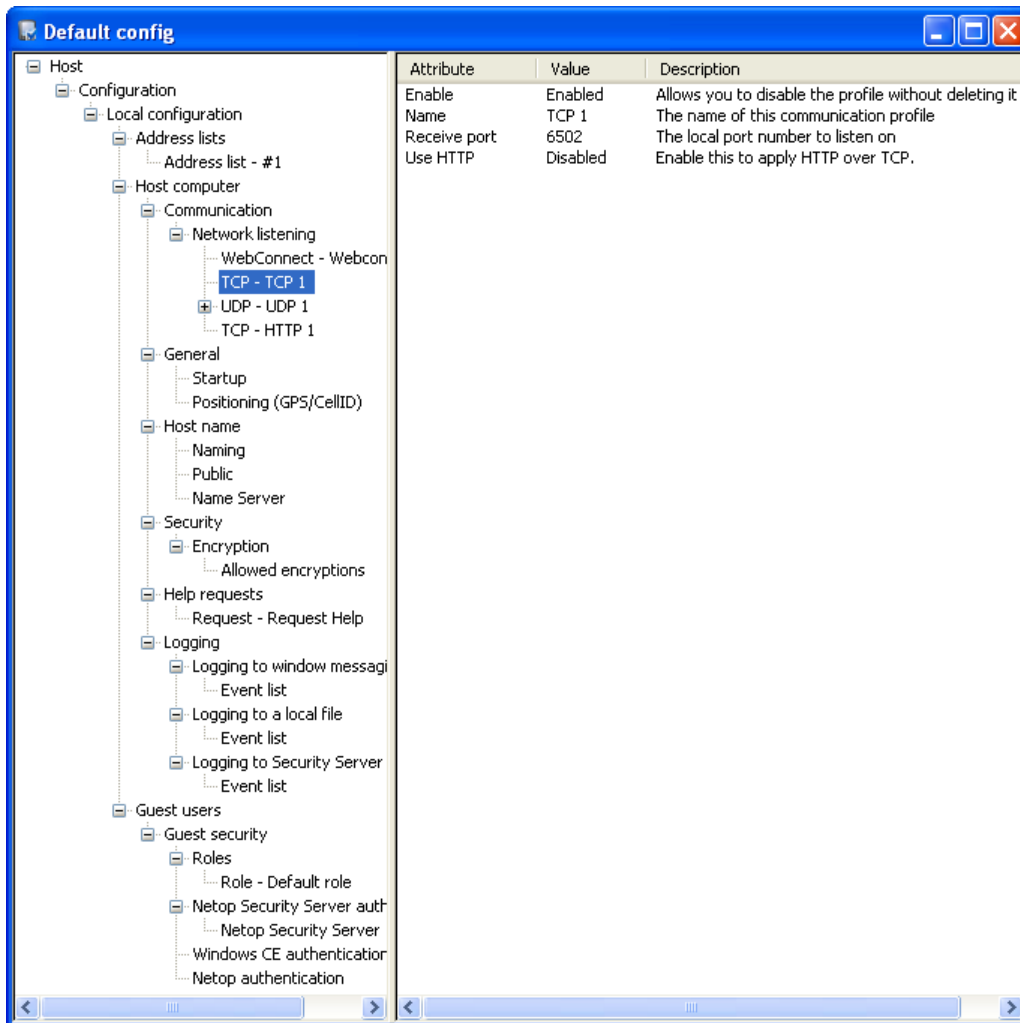 Default config
Host
Configuration
Local configuration
Address lists
Address list - #1
Host computer
Communication
Network listening
WebConnect - Webcon
TCP - TCP 1
UDP - UDP 1
TCP - HTTP 1
General
Startup
Positioning (GPS/CellID)
Host name
Naming
Public
Name Server
Security
Encryption
Allowed encryptions
Help requests
Request - Request Help
Logging
Logging to window messagi
Event list
Logging to a local file
Event list
Logging to Security Server
Event list
Guest users
Guest security
Roles
Role - Default role
Netop Security Server auth
Netop Security Server
Windows CE authentication
Netop authentication
Attribute Value Description
Enable Enabled Allows you to disable the profile without deleting it
Name TCP 1 The name of this communication profile
Receive port 6502 The local port number to listen on
Use HTTP Disabled Enable this to apply HTTP over TCP.